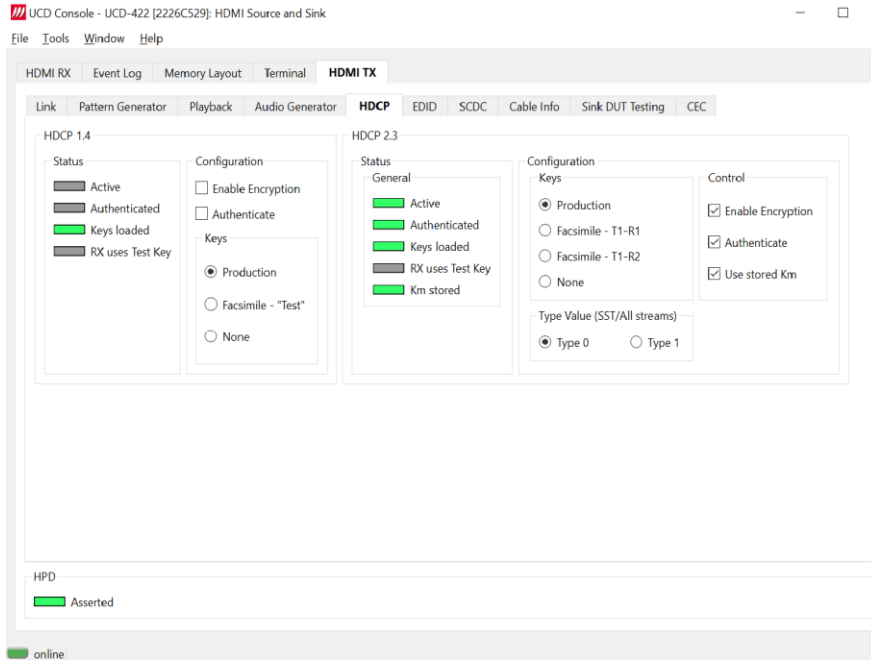 UCD Console - UCD-422 [2226C529]: HDMI Source and Sink
File Tools Window Help
HDMI RX Event Log Memory Layout Terminal HDMI TX
Link Pattern Generator Playback Audio Generator HDCP EDID SCDC Cable Info Sink DUT Testing CEC
HDCP 1.4
Status
Active
Authenticated
Keys loaded
RX uses Test Key
Configuration
Enable Encryption
Authenticate
Keys
Production
Facsimile - "Test"
None
HDCP 2.3
Status
General
Active
Authenticated
Keys loaded
RX uses Test Key
Km stored
Configuration
Keys
Production
Facsimile - T1-R1
Facsimile - T1-R2
None
Control
Enable Encryption
Authenticate
Use stored Km
Type Value (SST/All streams)
Type 0 Type 1
HPD
Asserted
online